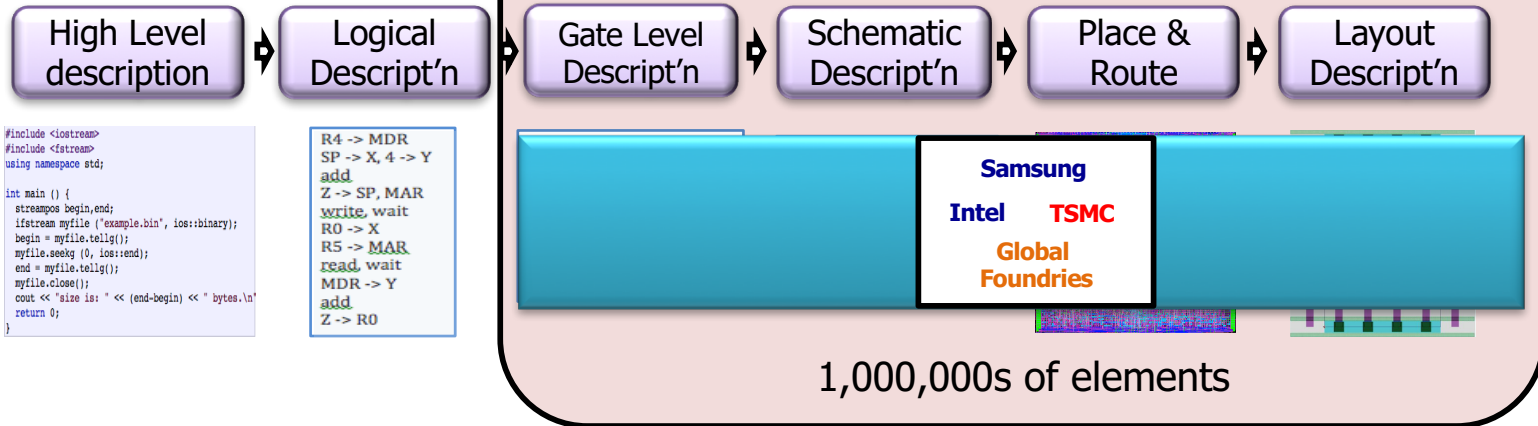 High Level
description
Logical
Descript'n
Gate Level
Descript'n
Schematic
Descript'n
Place &
Route
Layout
Descript'n
#include <iostream>
#include <fstream>
using namespace std;
int main () {
streampos begin,end;
ifstream myfile ("example.bin", ios::binary);
begin = myfile.tellg();
myfile.seekg (0, ios::end);
end = myfile.tellg();
myfile.close();
cout << "size is: " << (end-begin) << " bytes.\n"
return 0;
}
R4 -> MDR
SP -> X, 4 -> Y
add
Z -> SP, MAR
write, wait
R0 -> X
R5 -> MAR
read, wait
MDR -> Y
add
Z -> R0
Samsung
Intel TSMC
Global
Foundries
1,000,000s of elements